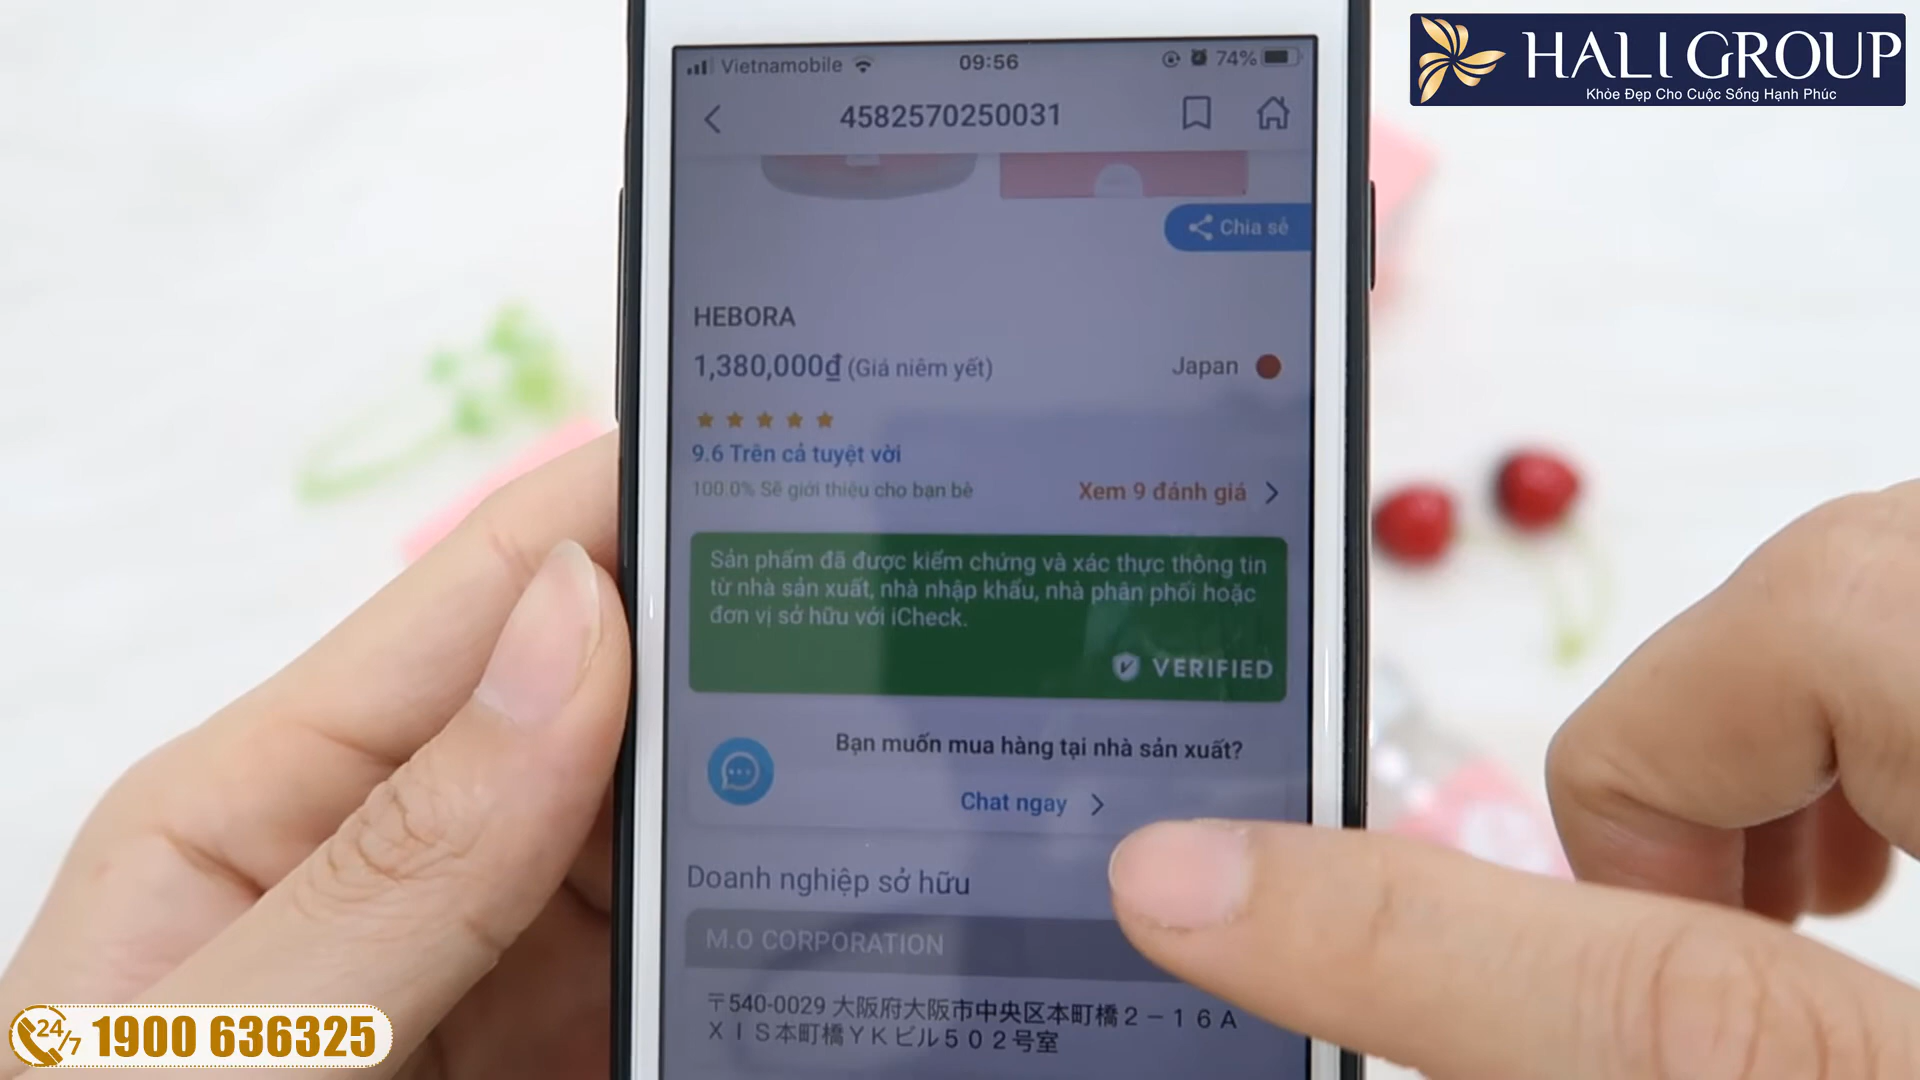 HALI GROUP
Khỏe Đẹp Cho Cuộc Sống Hạnh Phúc
Vietnamobile 09:56 74%
4582570250031
Chia sẻ
HEBORA
1,380,000₫ (Giá niêm yết) Japan
9.6 Trên cả tuyệt vời
100.0% Sẽ giới thiệu cho bạn bè Xem 9 đánh giá
Sản phẩm đã được kiểm chứng và xác thực thông tin
từ nhà sản xuất, nhà nhập khẩu, nhà phân phối hoặc
đơn vị sở hữu với iCheck.
VERIFIED
Bạn muốn mua hàng tại nhà sản xuất?
Chat ngay
Doanh nghiệp sở hữu
M.O CORPORATION
〒540-0029 大阪府大阪市中央区本町橋２－１６Ａ
ＸＩＳ本町橋ＹＫビル５０２号室
24/7 1900 636325